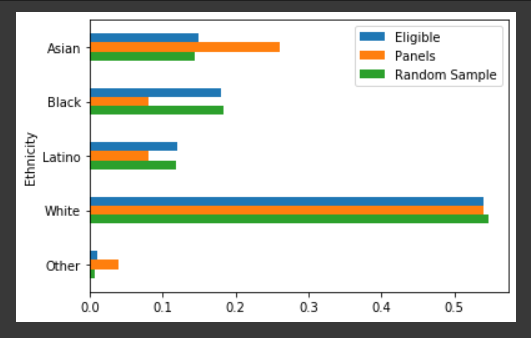 Eligible
Panels
Random Sample
Ethnicity
Asian
Black
Latino
White
Other
0.0 0.1 0.2 0.3 0.4 0.5